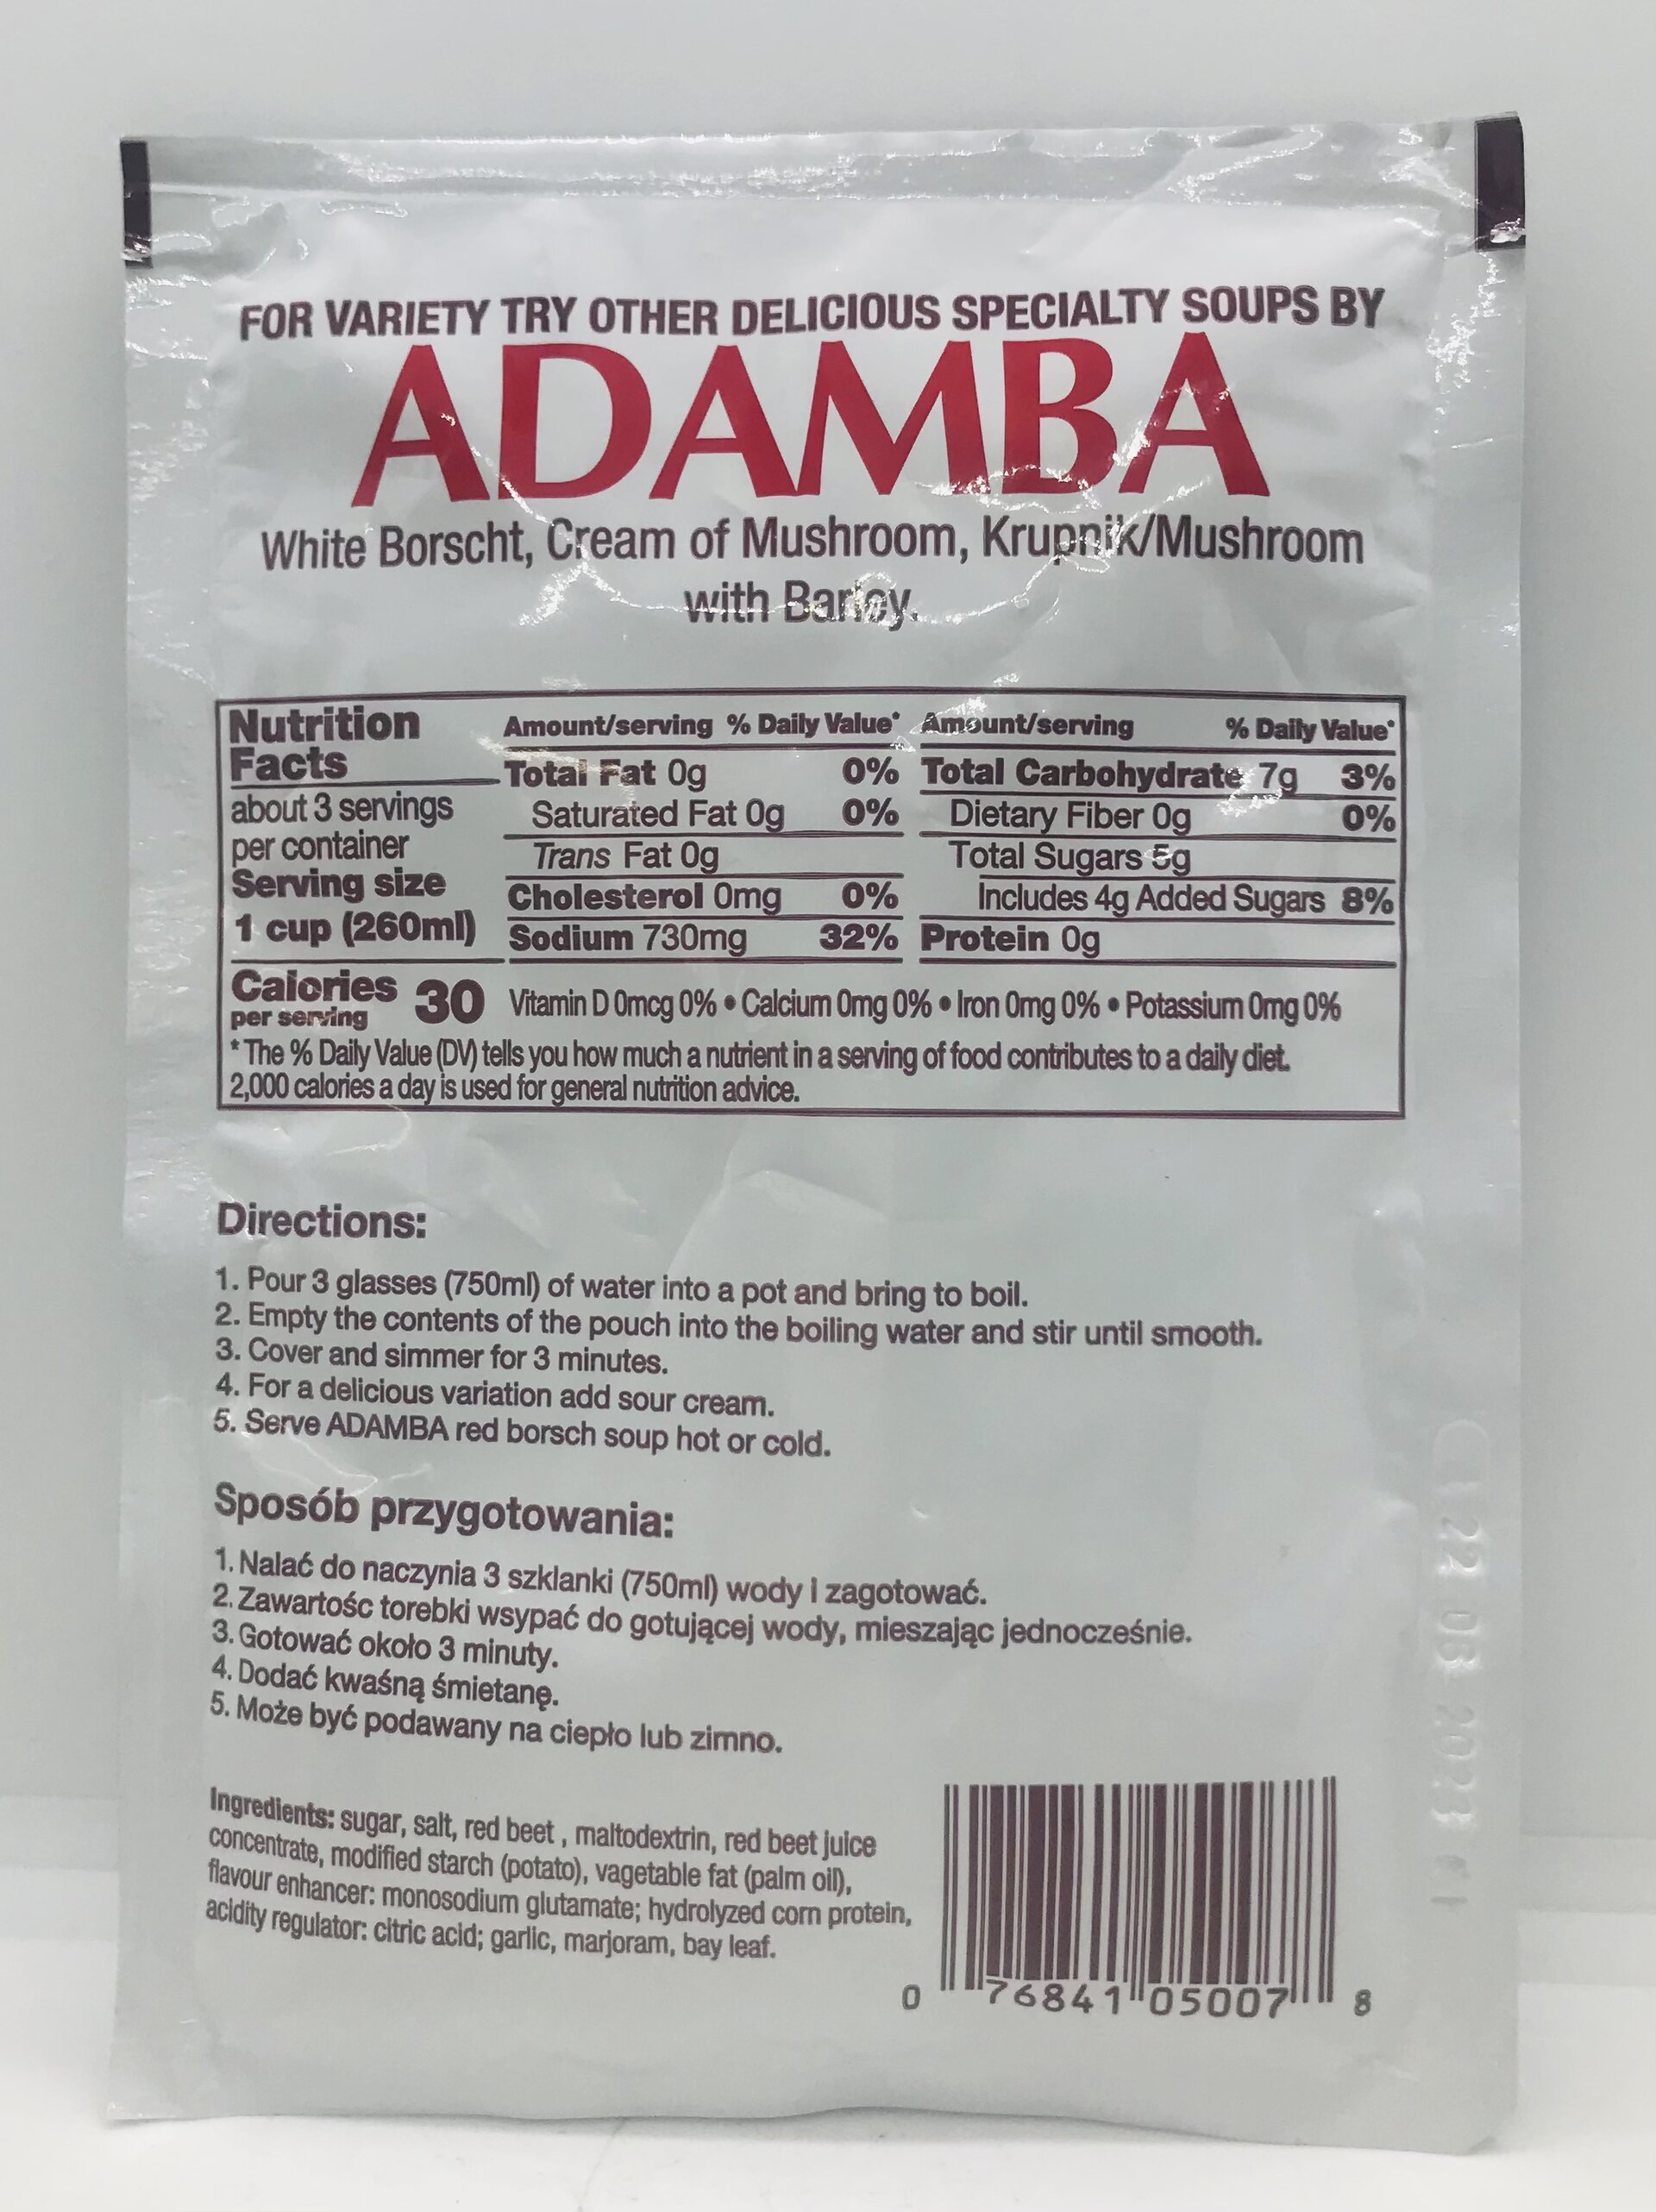 FOR VARIETY TRY OTHER DELICIOUS SPECIALTY SOUPS BY
ADAMBA
White Borscht, Cream of Mushroom, Krupnik/Mushroom
with Barley.
Nutrition
Facts
about 3 servings
per container
Serving size
1 cup (260ml)
Calories
per serving
30
Amount/serving % Daily Value*
Total Fat 0g 0%
Saturated Fat 0g 0%
Trans Fat 0g
Cholesterol 0mg 0%
Sodium 730mg 32%
Amount/serving % Daily Value*
Total Carbohydrate 7g 3%
Dietary Fiber 0g 0%
Total Sugars 5g
Includes 4g Added Sugars 8%
Protein 0g
Vitamin D 0mcg 0% • Calcium 0mg 0% • Iron 0mg 0% • Potassium 0mg 0%
*The % Daily Value (DV) tells you how much a nutrient in a serving of food contributes to a daily diet.
2,000 calories a day is used for general nutrition advice.
Directions:
1. Pour 3 glasses (750ml) of water into a pot and bring to boil.
2. Empty the contents of the pouch into the boiling water and stir until smooth.
3. Cover and simmer for 3 minutes.
4. For a delicious variation add sour cream.
5. Serve ADAMBA red borsch soup hot or cold.
Sposób przygotowania:
1. Nalać do naczynia 3 szklanki (750ml) wody i zagotować.
2. Zawartośc torebki wsypać do gotującej wody, mieszając jednocześnie.
3. Gotować około 3 minuty.
4. Dodać kwaśną śmietanę.
5. Może być podawany na ciepło lub zimno.
Ingredients: sugar, salt, red beet , maltodextrin, red beet juice
concentrate, modified starch (potato), vagetable fat (palm oil),
flavour enhancer: monosodium glutamate; hydrolyzed corn protein,
acidity regulator: citric acid; garlic, marjoram, bay leaf.
0 76841 05007 8